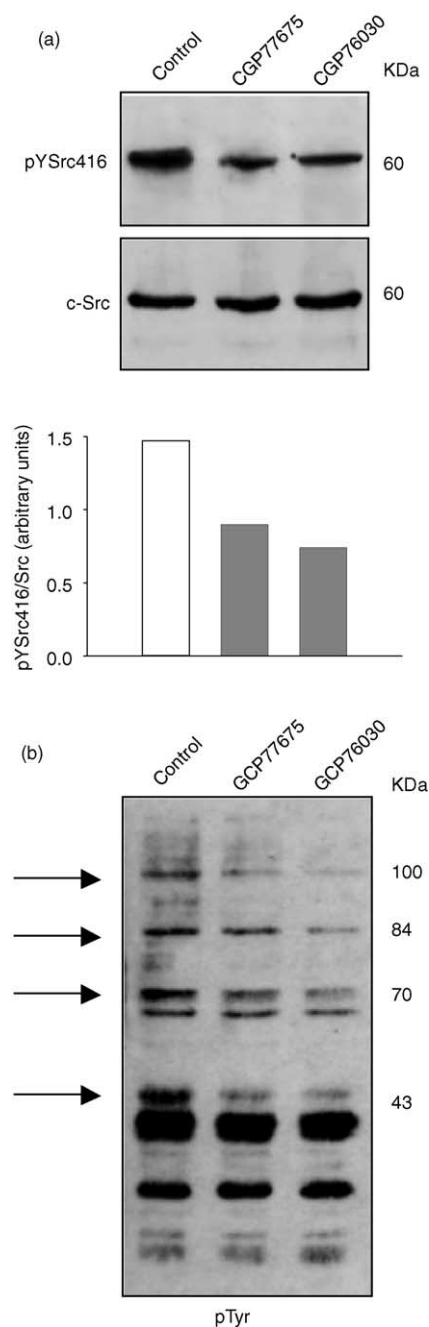 (a)
Control
CGP77675
CGP76030
KDa
pYSrc416
60
c-Src
60
pYSrc416/Src (arbitrary units)
1.5
1.0
0.5
0.0
(b)
Control
GCP77675
GCP76030
KDa
100
84
70
43
pTyr